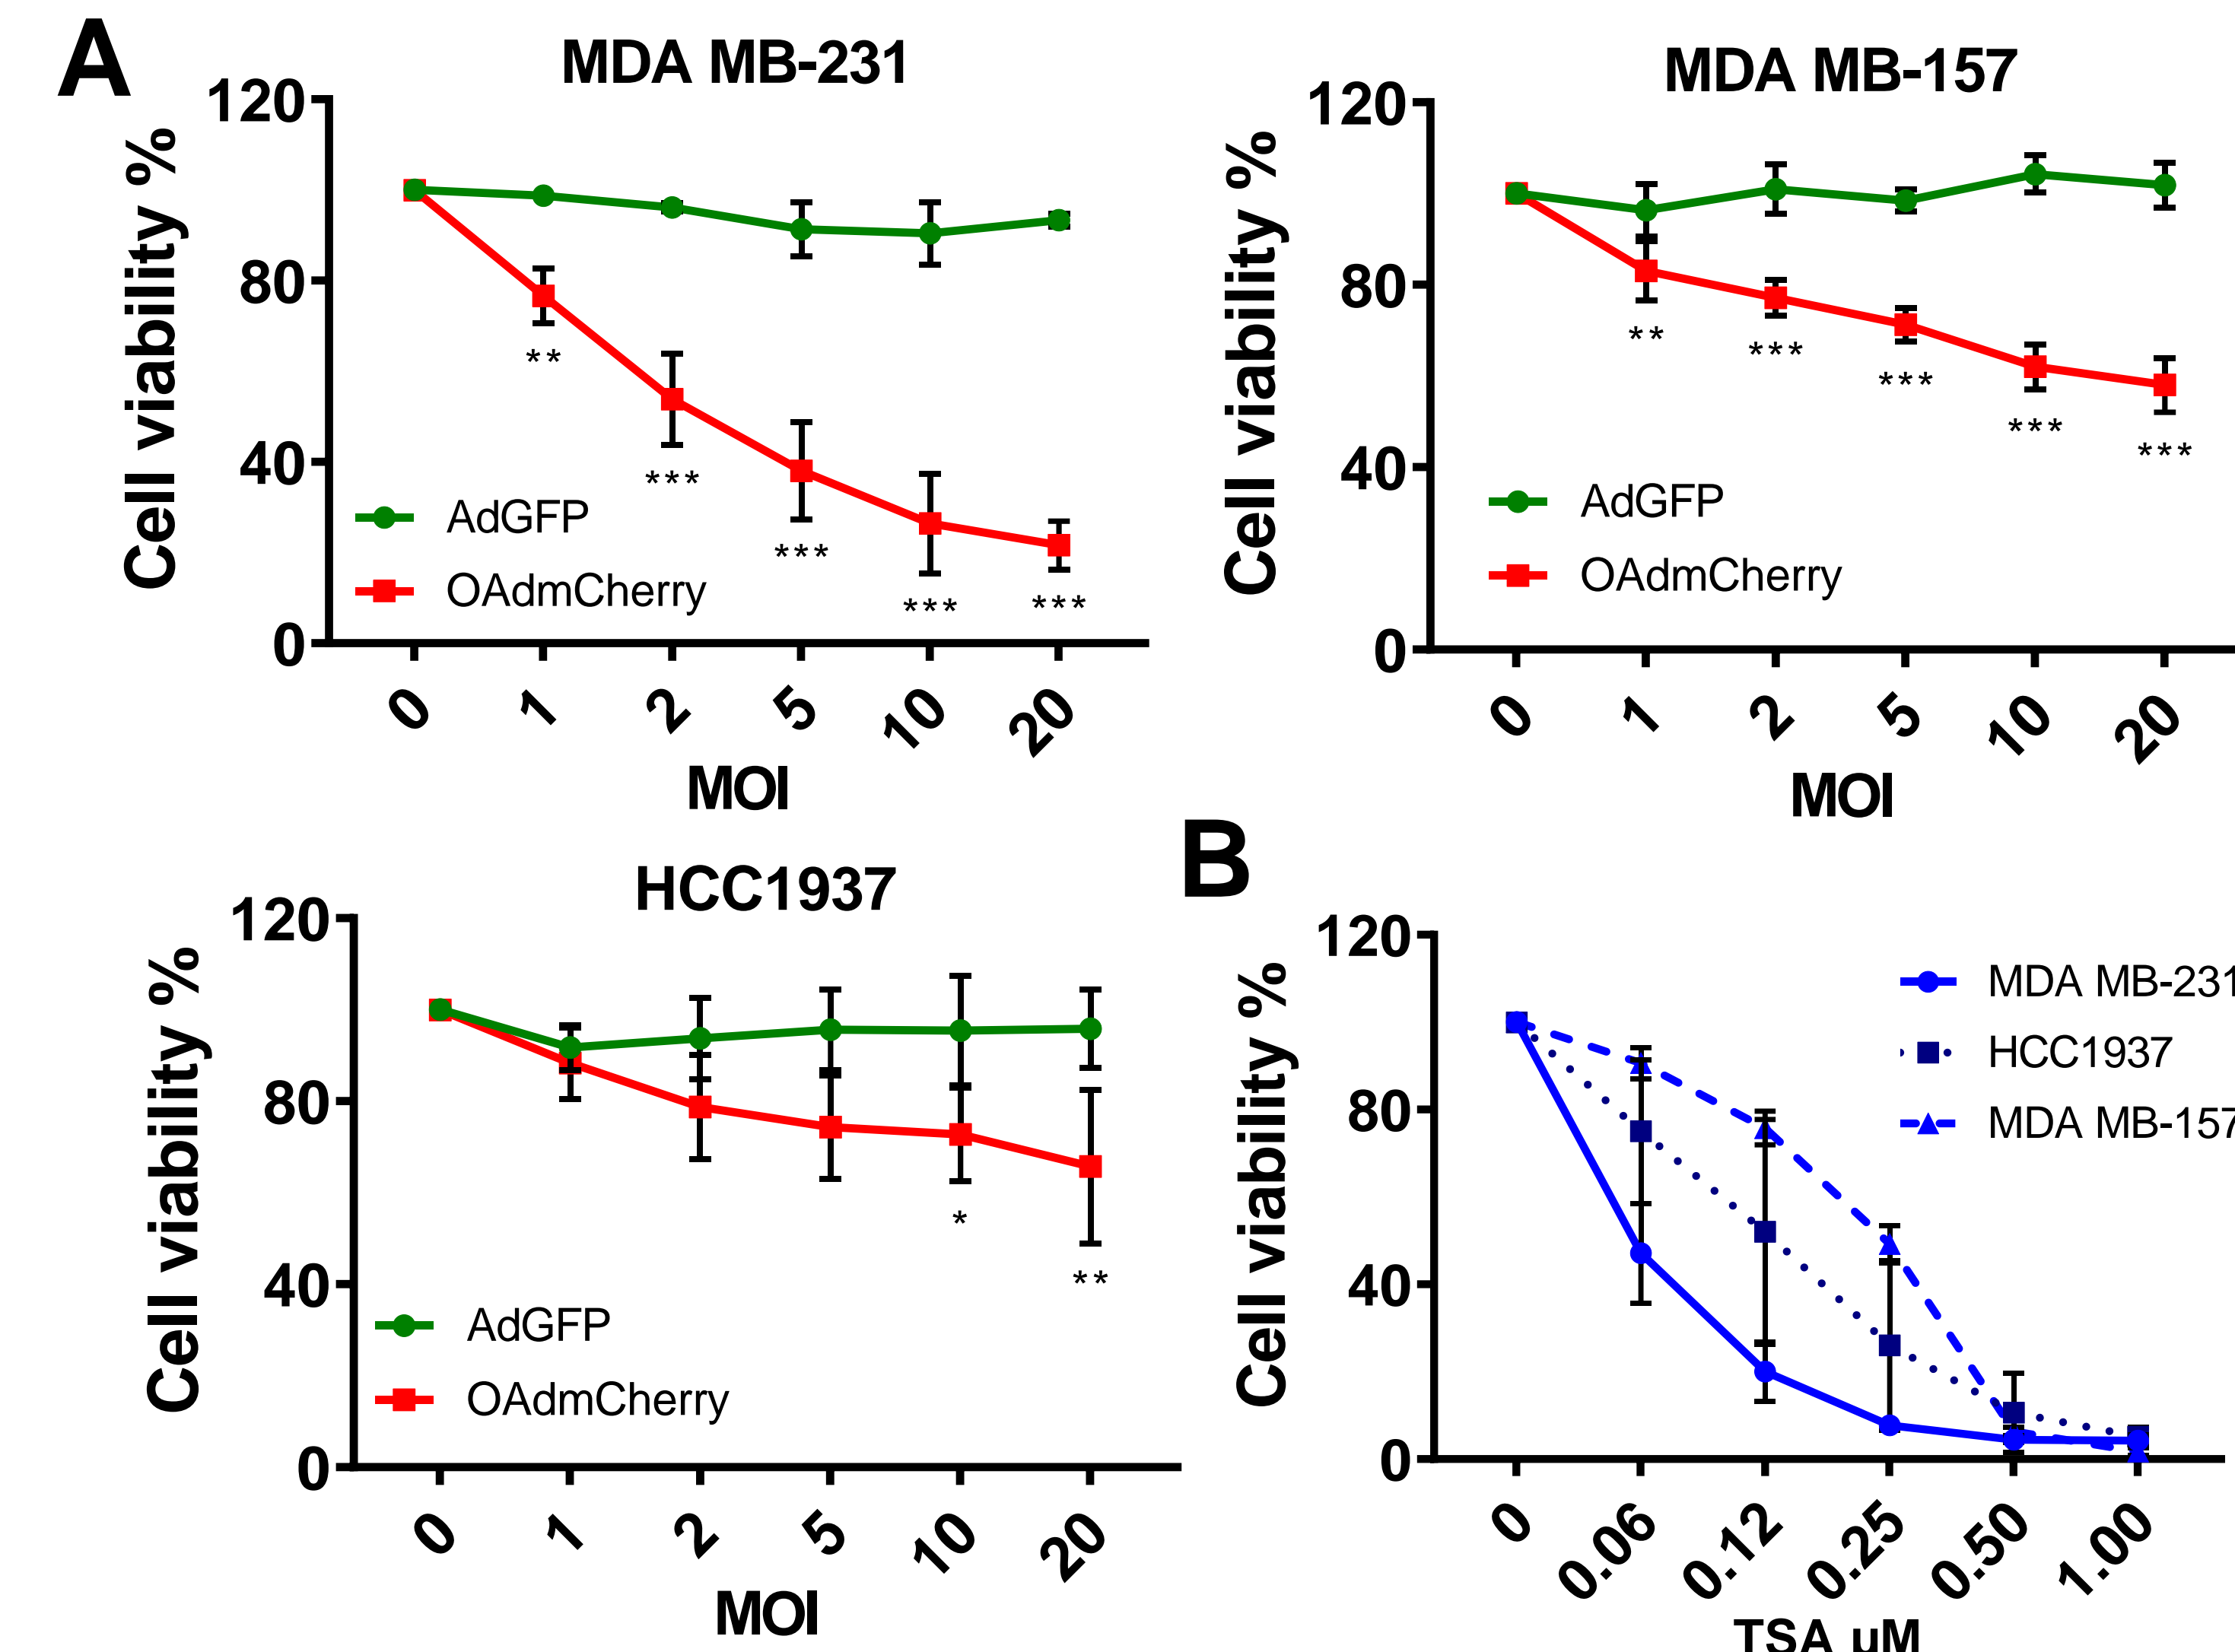 A
MDA MB-231
Cell viability %
120
80
40
0
AdGFP
OAdmCherry
**
***
***
***
***
0 1 2 5 10 20
MOI
MDA MB-157
Cell viability %
120
80
40
0
**
***
***
***
***
AdGFP
OAdmCherry
0 1 2 5 10 20
MOI
HCC1937
Cell viability %
120
80
40
0
*
**
AdGFP
OAdmCherry
0 1 2 5 10 20
MOI
B
Cell viability %
120
80
40
0
MDA MB-231
HCC1937
MDA MB-157
0 0.06 0.12 0.25 0.50 1.00
TSA µM